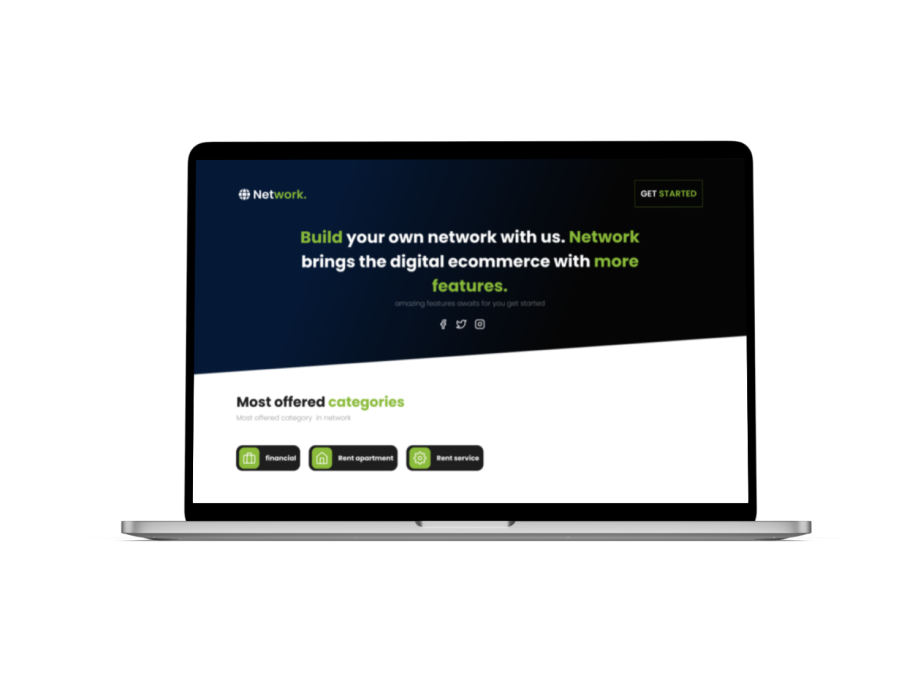 Network.
GET STARTED
Build your own network with us. Network
brings the digital ecommerce with more
features.
amazing features awaits for you get started
Most offered categories
Most offered category in network
financial
Rent apartment
Rent service